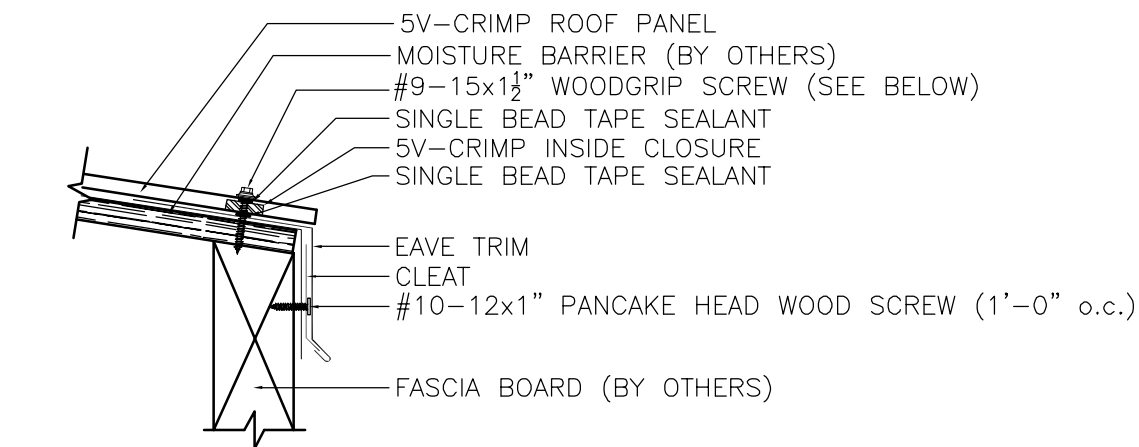 5V-CRIMP ROOF PANEL
MOISTURE BARRIER (BY OTHERS)
#9-15x1½" WOODGRIP SCREW (SEE BELOW)
SINGLE BEAD TAPE SEALANT
5V-CRIMP INSIDE CLOSURE
SINGLE BEAD TAPE SEALANT
EAVE TRIM
CLEAT
#10-12x1" PANCAKE HEAD WOOD SCREW (1'-0" o.c.)
FASCIA BOARD (BY OTHERS)